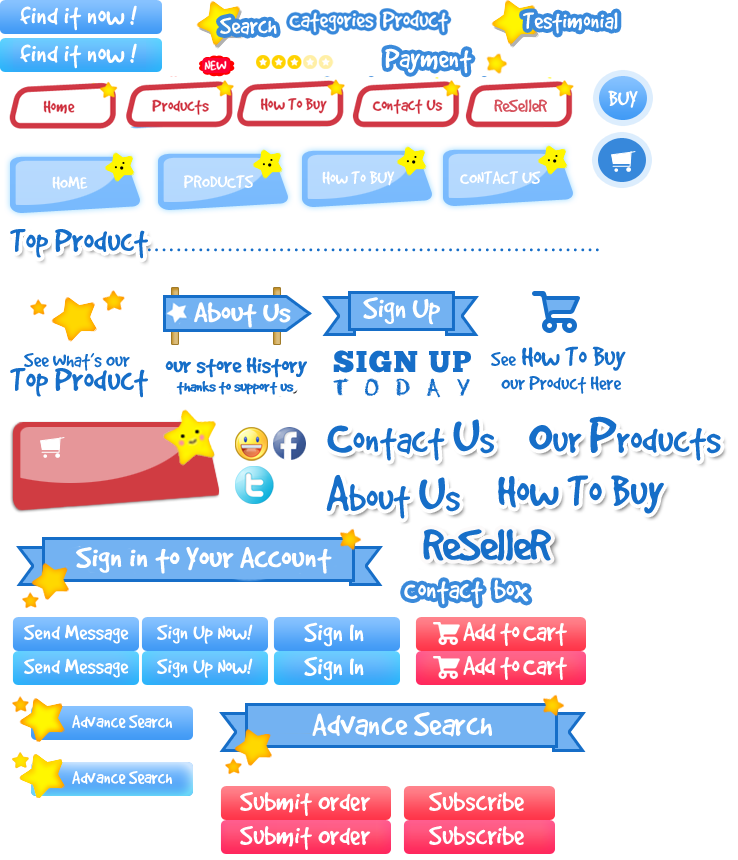 find it now !
Search
Categories Product
Testimonial
find it now !
NEW
Payment
Home
Products
How To Buy
Contact Us
ReSelleR
BUY
HOME
PRODUCTS
How To BUY
CONTACT US
Top Product
About Us
Sign Up
See What's our
Top Product
our store History
thanks to support us,
SIGN UP
TODAY
See How To Buy
our Product Here
Contact Us
Our Products
About Us
How To Buy
Sign in to Your Account
ReSelleR
contact box
Send Message
Sign Up Now!
Sign In
Add to Cart
Send Message
Sign Up Now!
Sign In
Add to Cart
Advance Search
Advance Search
Advance Search
Submit order
Subscribe
Submit order
Subscribe